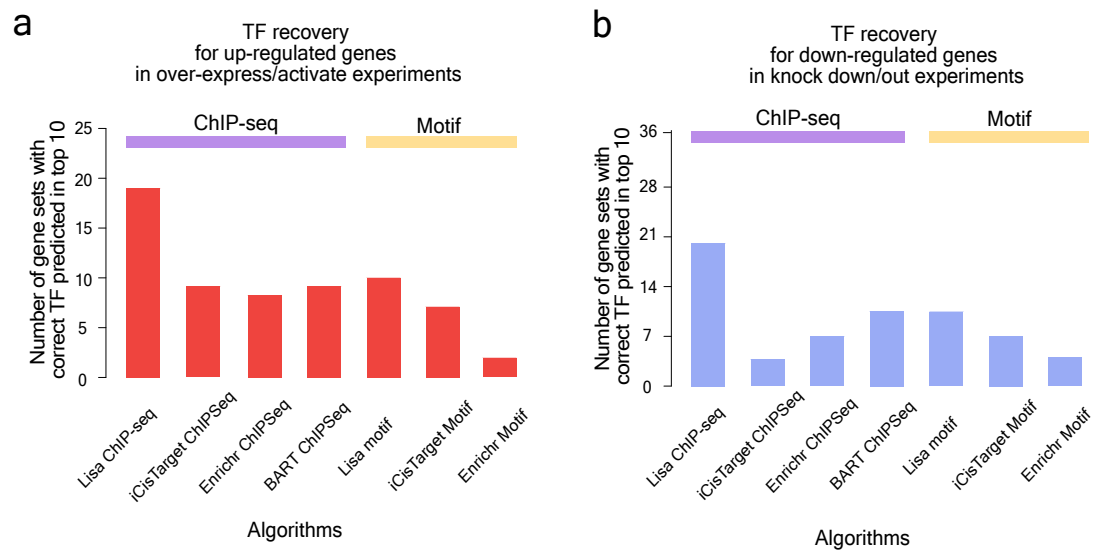 a
TF recovery
for up-regulated genes
in over-express/activate experiments
ChIP-seq
Motif
Number of gene sets with
correct TF predicted in top 10
25
20
15
10
5
0
Lisa ChIP-seq
iCisTarget ChIPSeq
Enrichr ChIPSeq
BART ChIPSeq
Lisa motif
iCisTarget Motif
Enrichr Motif
Algorithms
b
TF recovery
for down-regulated genes
in knock down/out experiments
ChIP-seq
Motif
Number of gene sets with
correct TF predicted in top 10
36
28
21
14
7
0
Lisa ChIP-seq
iCisTarget ChIPSeq
Enrichr ChIPSeq
BART ChIPSeq
Lisa motif
iCisTarget Motif
Enrichr Motif
Algorithms